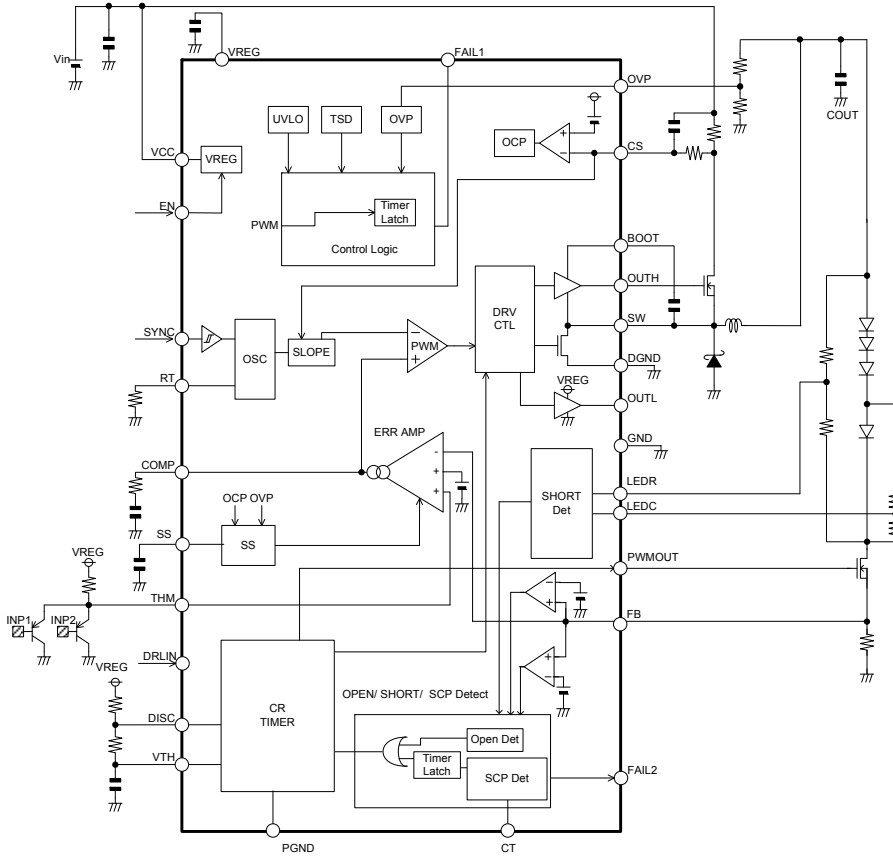 VREG
FAIL1
Vin
OVP
COUT
UVLO
TSD
OVP
OCP
+
−
CS
VCC
VREG
EN
PWM
Timer
Latch
Control Logic
BOOT
OUTH
DRV
CTL
SW
SYNC
OSC
SLOPE
−
+
PWM
DGND
RT
VREG
OUTL
ERR AMP
GND
COMP
-
+
+
SHORT
Det
LEDR
LEDC
OCP OVP
SS
SS
VREG
PWMOUT
THM
−
+
INP1
INP2
FB
DRLIN
+
−
VREG
CR
TIMER
OPEN/ SHORT/ SCP Detect
DISC
Open Det
VTH
Timer
Latch
SCP Det
FAIL2
PGND
CT